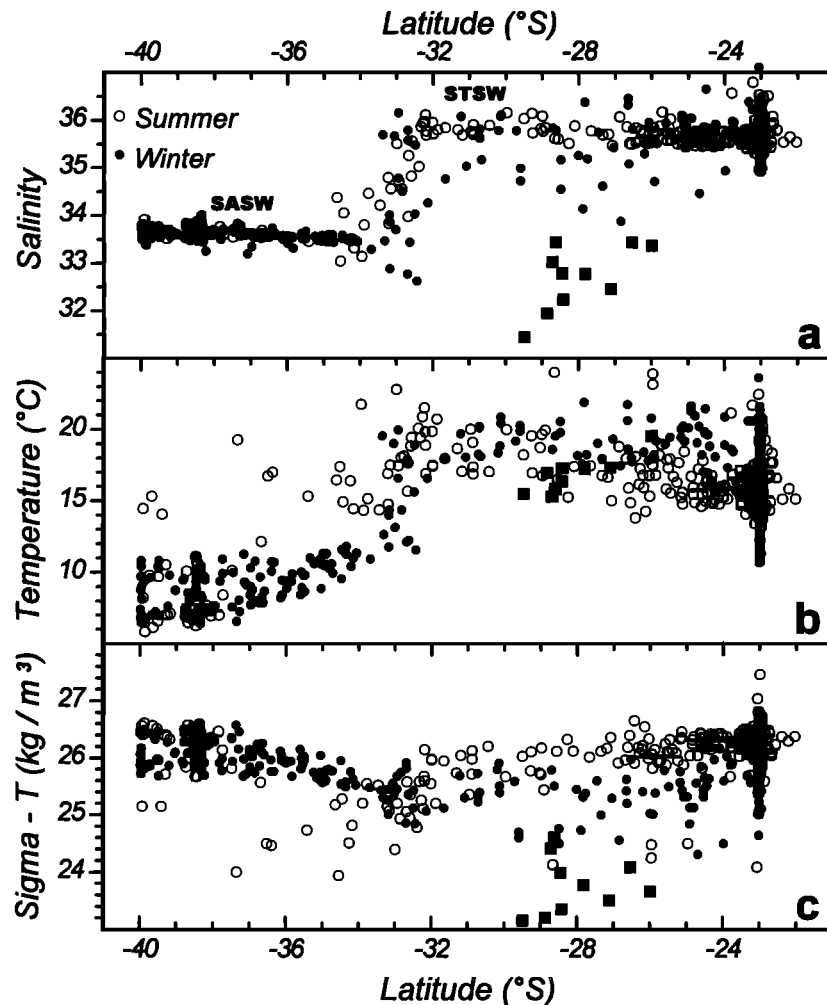 Latitude (°S)
-40 -36 -32 -28 -24
STSW
36
○ Summer
35
● Winter
SASW
34
33
32
Salinity
a
20
15
10
Temperature (°C)
b
27
26
25
24
Sigma - T (kg / m³)
c
-40 -36 -32 -28 -24
Latitude (°S)